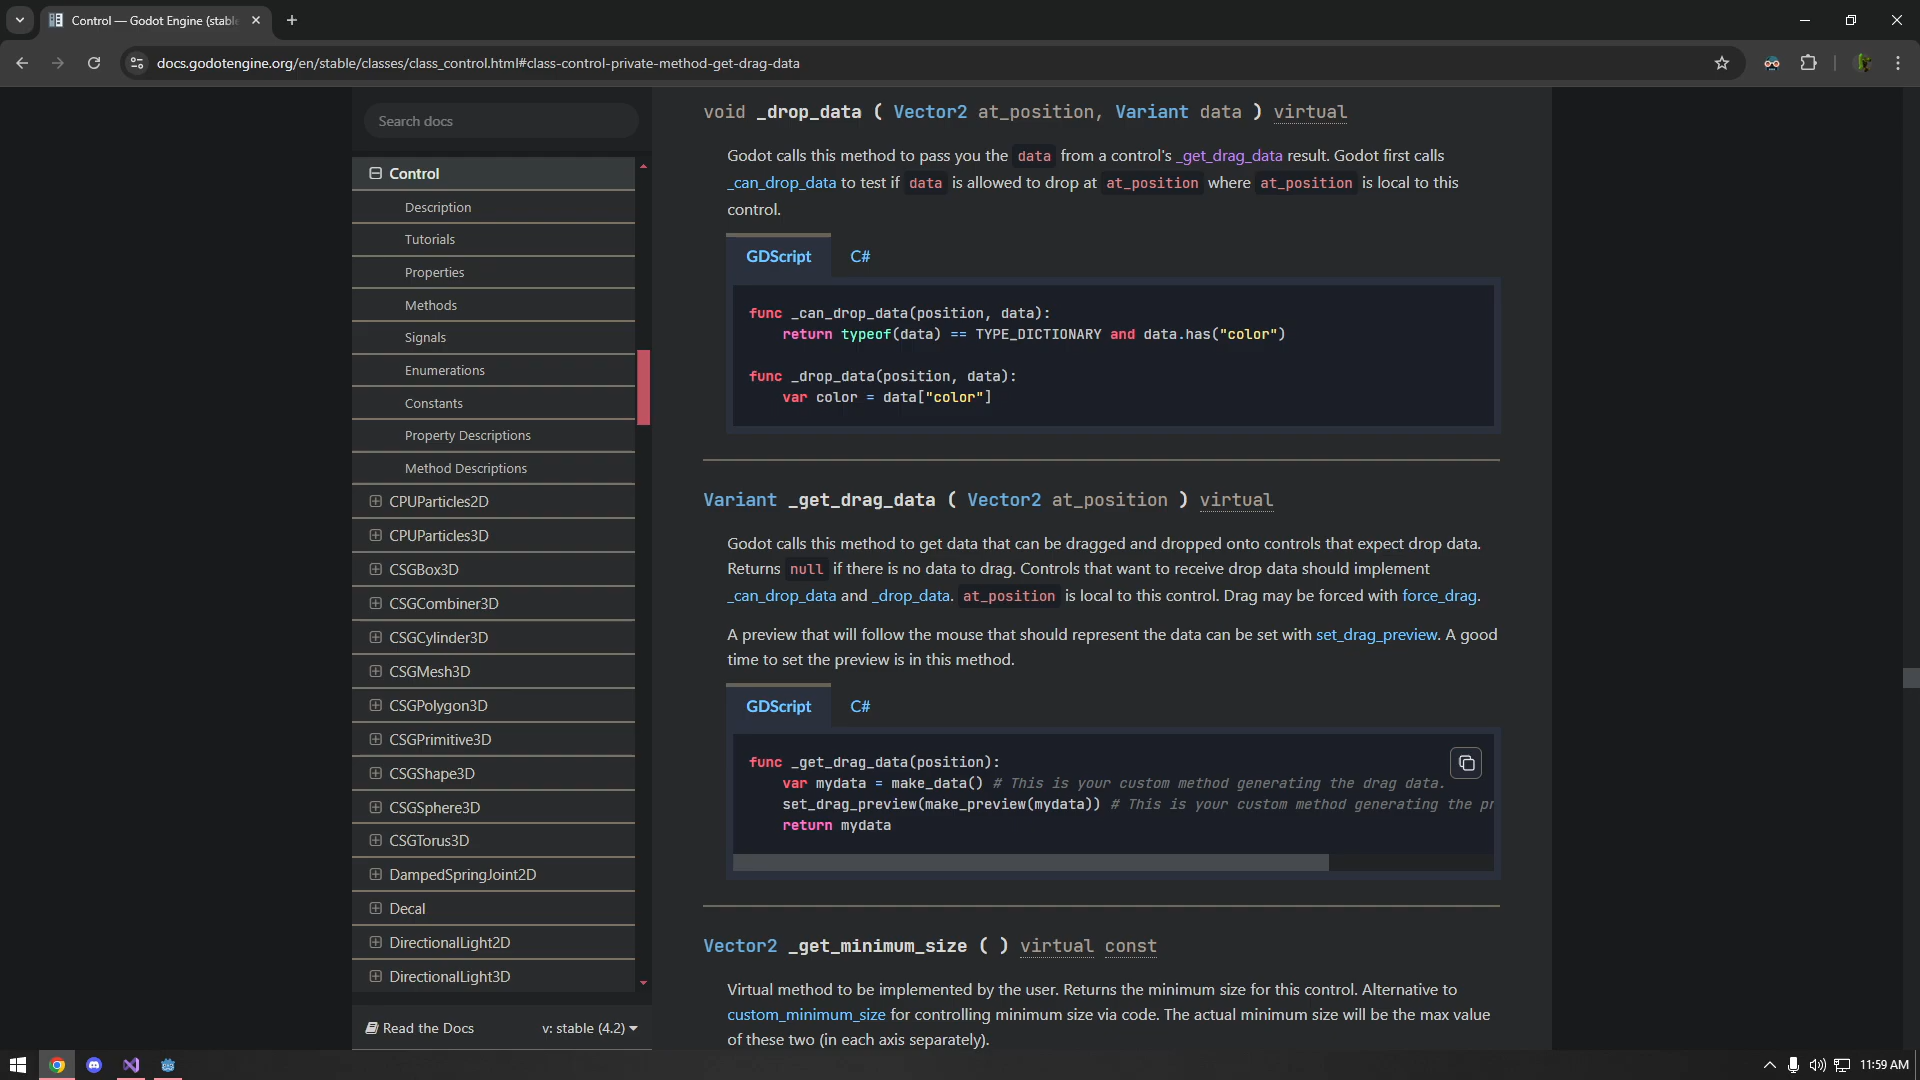 Control — Godot Engine (stable
docs.godotengine.org/en/stable/classes/class_control.html#class-control-private-method-get-drag-data
Search docs
Control
Description
Tutorials
Properties
Methods
Signals
Enumerations
Constants
Property Descriptions
Method Descriptions
CPUParticles2D
CPUParticles3D
CSGBox3D
CSGCombiner3D
CSGCylinder3D
CSGMesh3D
CSGPolygon3D
CSGPrimitive3D
CSGShape3D
CSGSphere3D
CSGTorus3D
DampedSpringJoint2D
Decal
DirectionalLight2D
DirectionalLight3D
Read the Docs
v: stable (4.2)
void _drop_data ( Vector2 at_position, Variant data ) virtual
Godot calls this method to pass you the data from a control's _get_drag_data result. Godot first calls
_can_drop_data to test if data is allowed to drop at at_position where at_position is local to this
control.
GDScript C#
func _can_drop_data(position, data):
return typeof(data) == TYPE_DICTIONARY and data.has("color")
func _drop_data(position, data):
var color = data["color"]
Variant _get_drag_data ( Vector2 at_position ) virtual
Godot calls this method to get data that can be dragged and dropped onto controls that expect drop data.
Returns null if there is no data to drag. Controls that want to receive drop data should implement
_can_drop_data and _drop_data. at_position is local to this control. Drag may be forced with force_drag.
A preview that will follow the mouse that should represent the data can be set with set_drag_preview. A good
time to set the preview is in this method.
GDScript C#
func _get_drag_data(position):
var mydata = make_data() # This is your custom method generating the drag data.
set_drag_preview(make_preview(mydata)) # This is your custom method generating the pr
return mydata
Vector2 _get_minimum_size ( ) virtual const
Virtual method to be implemented by the user. Returns the minimum size for this control. Alternative to
custom_minimum_size for controlling minimum size via code. The actual minimum size will be the max value
of these two (in each axis separately).
11:59 AM